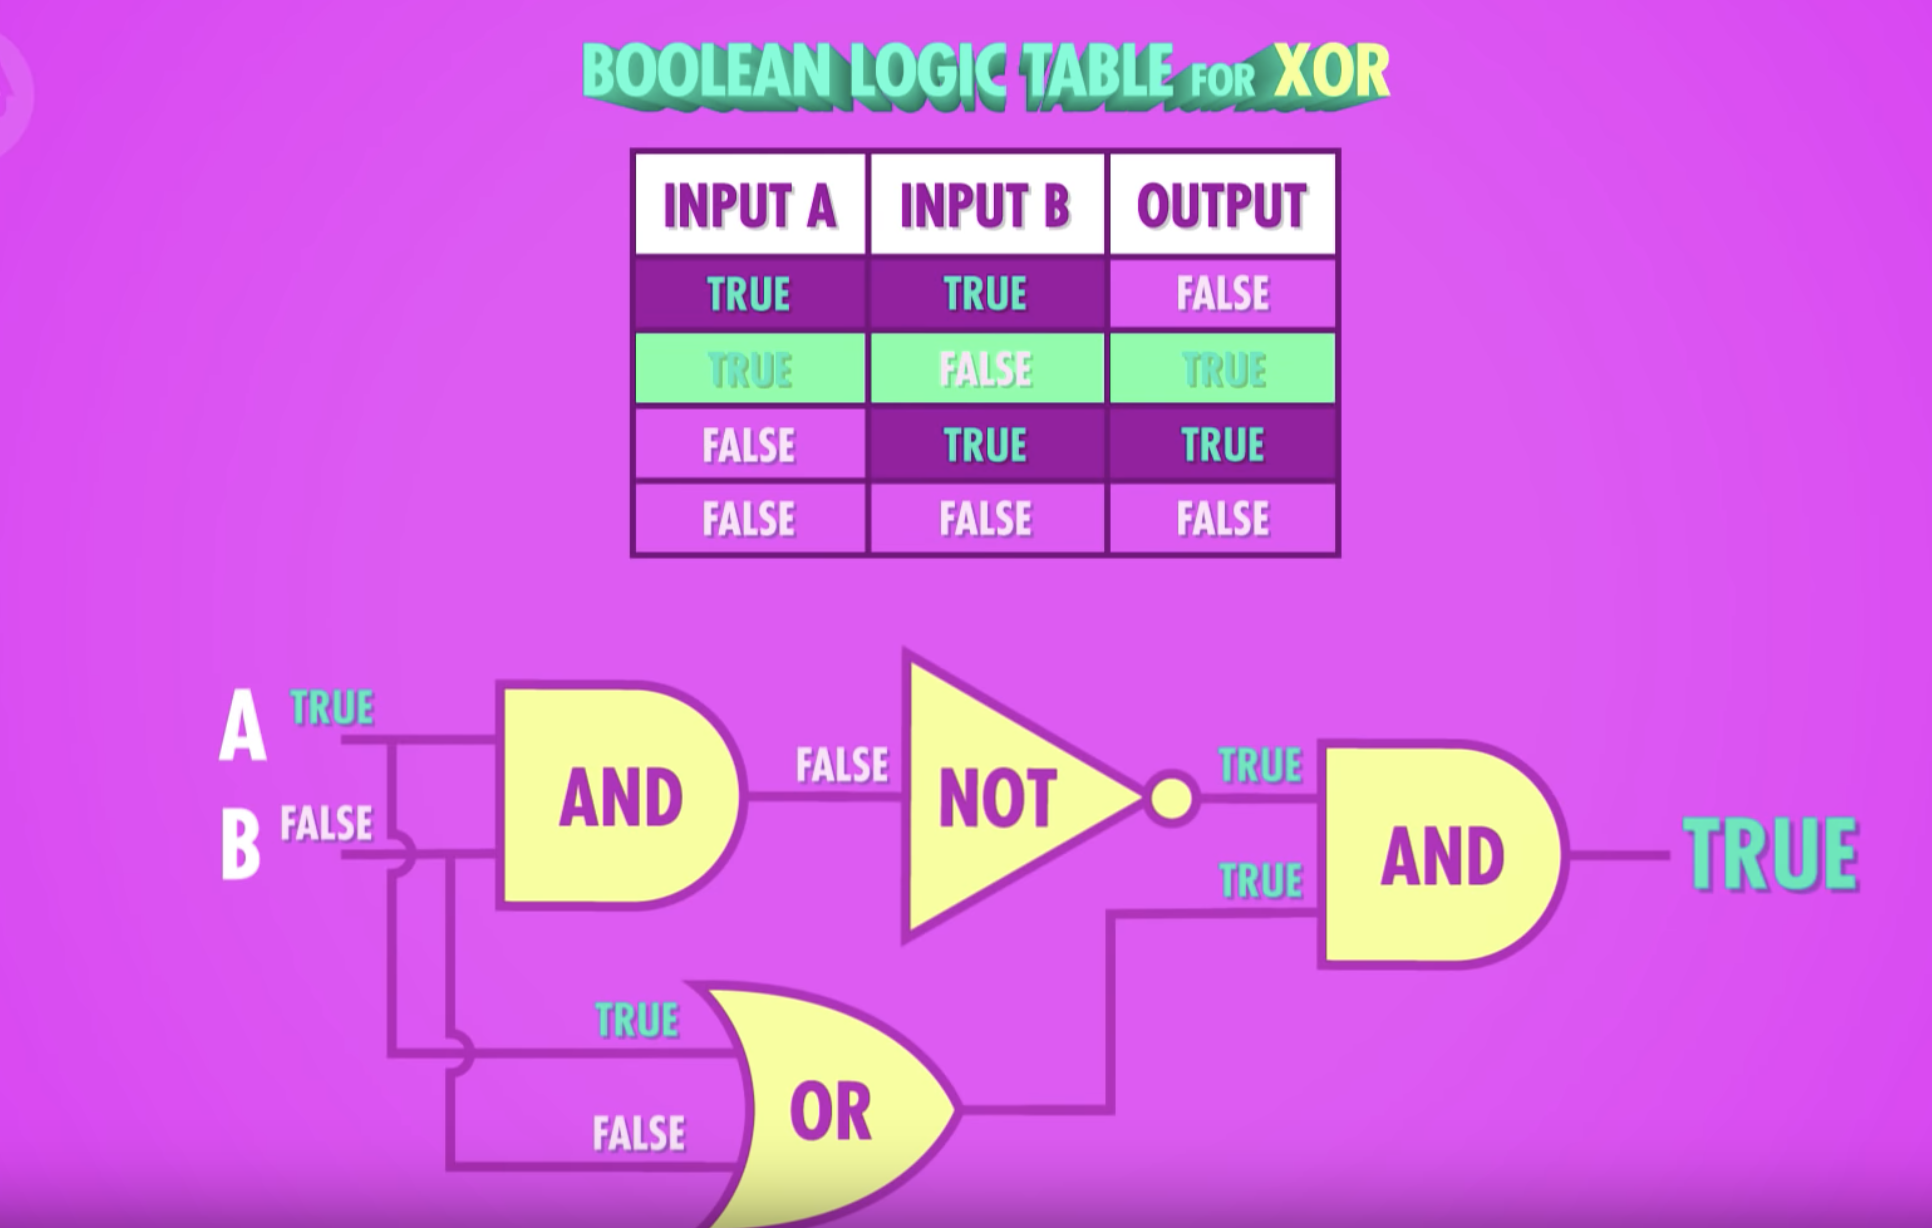 BOOLEAN LOGIC TABLE FOR XOR
INPUT A INPUT B OUTPUT
TRUE TRUE FALSE
TRUE FALSE TRUE
FALSE TRUE TRUE
FALSE FALSE FALSE
A TRUE
B FALSE
AND
FALSE
NOT
TRUE
TRUE
AND
TRUE
TRUE
FALSE
OR